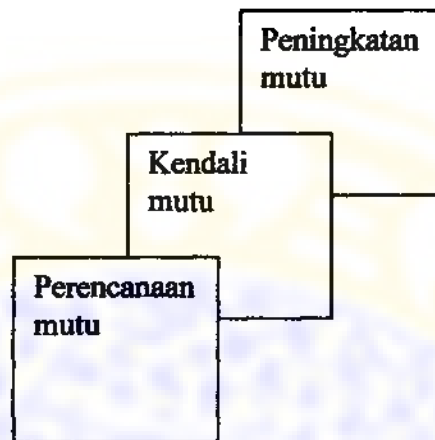 Peningkatan
mutu
Kendali
mutu
Perencanaan
mutu